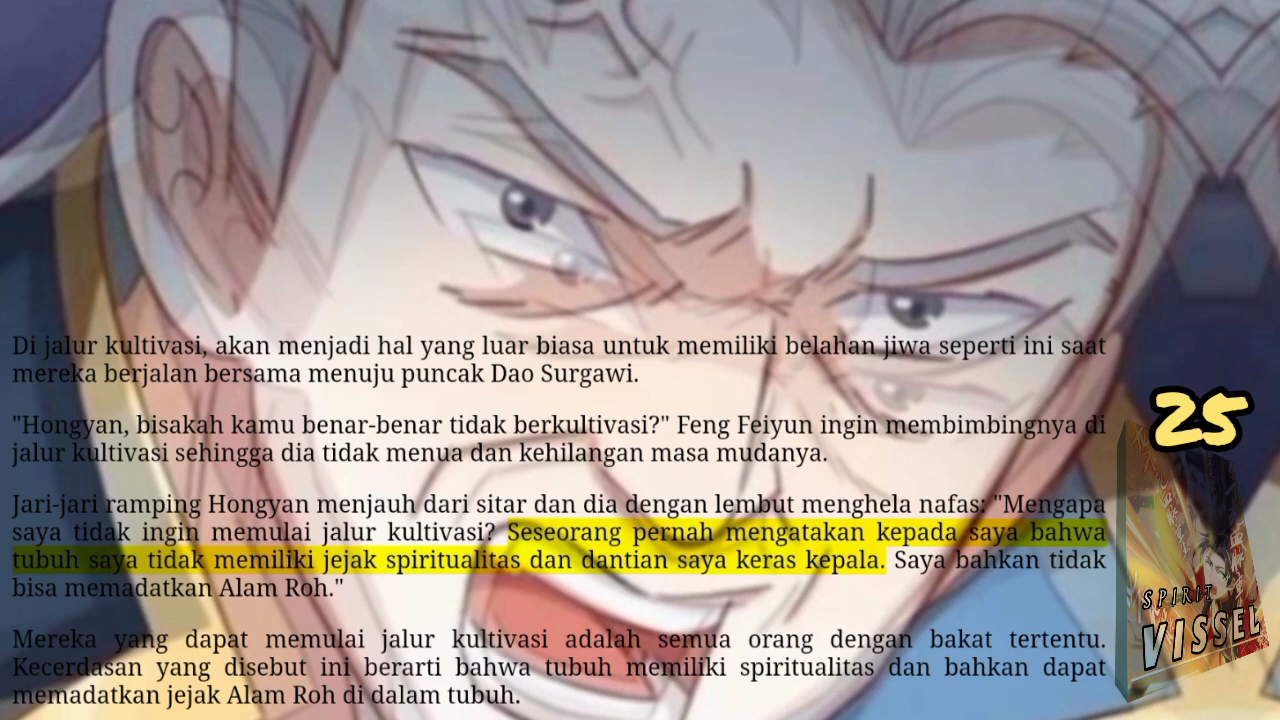 Di jalur kultivasi, akan menjadi hal yang luar biasa untuk memiliki belahan jiwa seperti ini saat
mereka berjalan bersama menuju puncak Dao Surgawi.
"Hongyan, bisakah kamu benar-benar tidak berkultivasi?" Feng Feiyun ingin membimbingnya di
jalur kultivasi sehingga dia tidak menua dan kehilangan masa mudanya.
Jari-jari ramping Hongyan menjauh dari sitar dan dia dengan lembut menghela nafas: "Mengapa
saya tidak ingin memulai jalur kultivasi? Seseorang pernah mengatakan kepada saya bahwa
tubuh saya tidak memiliki jejak spiritualitas dan dantian saya keras kepala. Saya bahkan tidak
bisa memadatkan Alam Roh."
Mereka yang dapat memulai jalur kultivasi adalah semua orang dengan bakat tertentu.
Kecerdasan yang disebut ini berarti bahwa tubuh memiliki spiritualitas dan bahkan dapat
memadatkan jejak Alam Roh di dalam tubuh.
25
SPIRIT
VISSEL